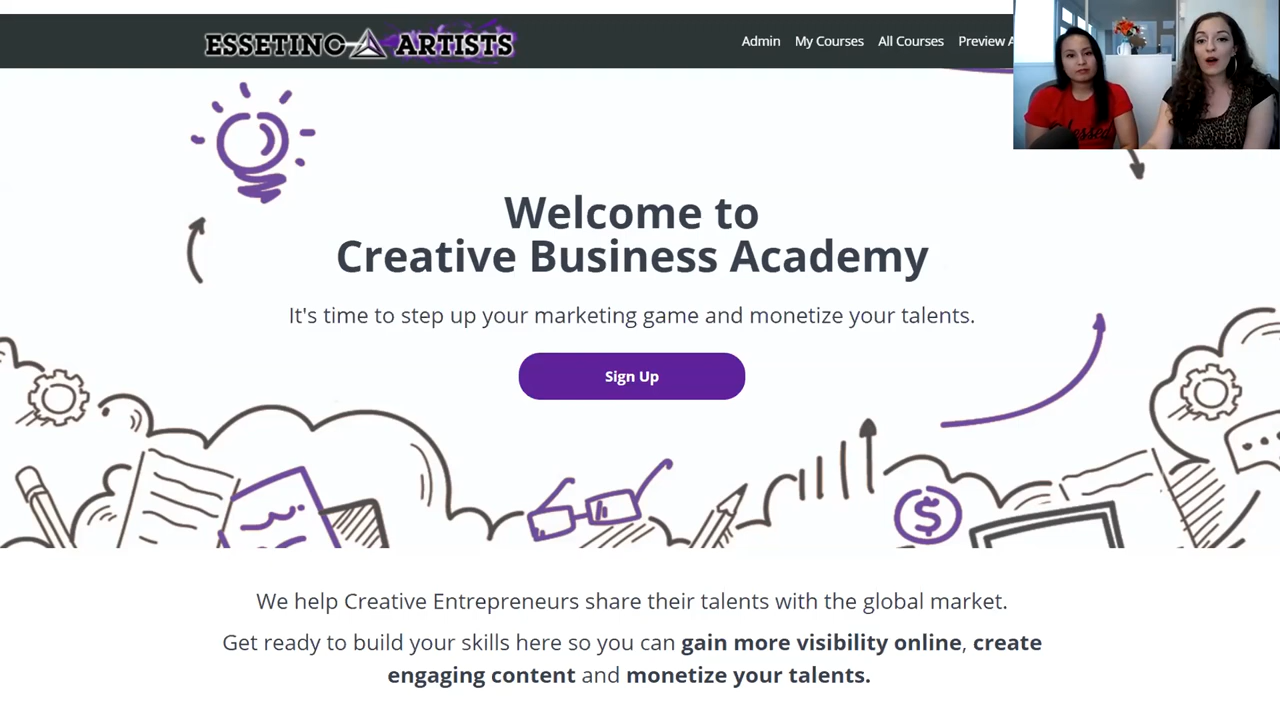 ESSETINO ARTISTS
Admin My Courses All Courses Preview
Welcome to
Creative Business Academy
It's time to step up your marketing game and monetize your talents.
Sign Up
$
We help Creative Entrepreneurs share their talents with the global market.
Get ready to build your skills here so you can gain more visibility online, create
engaging content and monetize your talents.